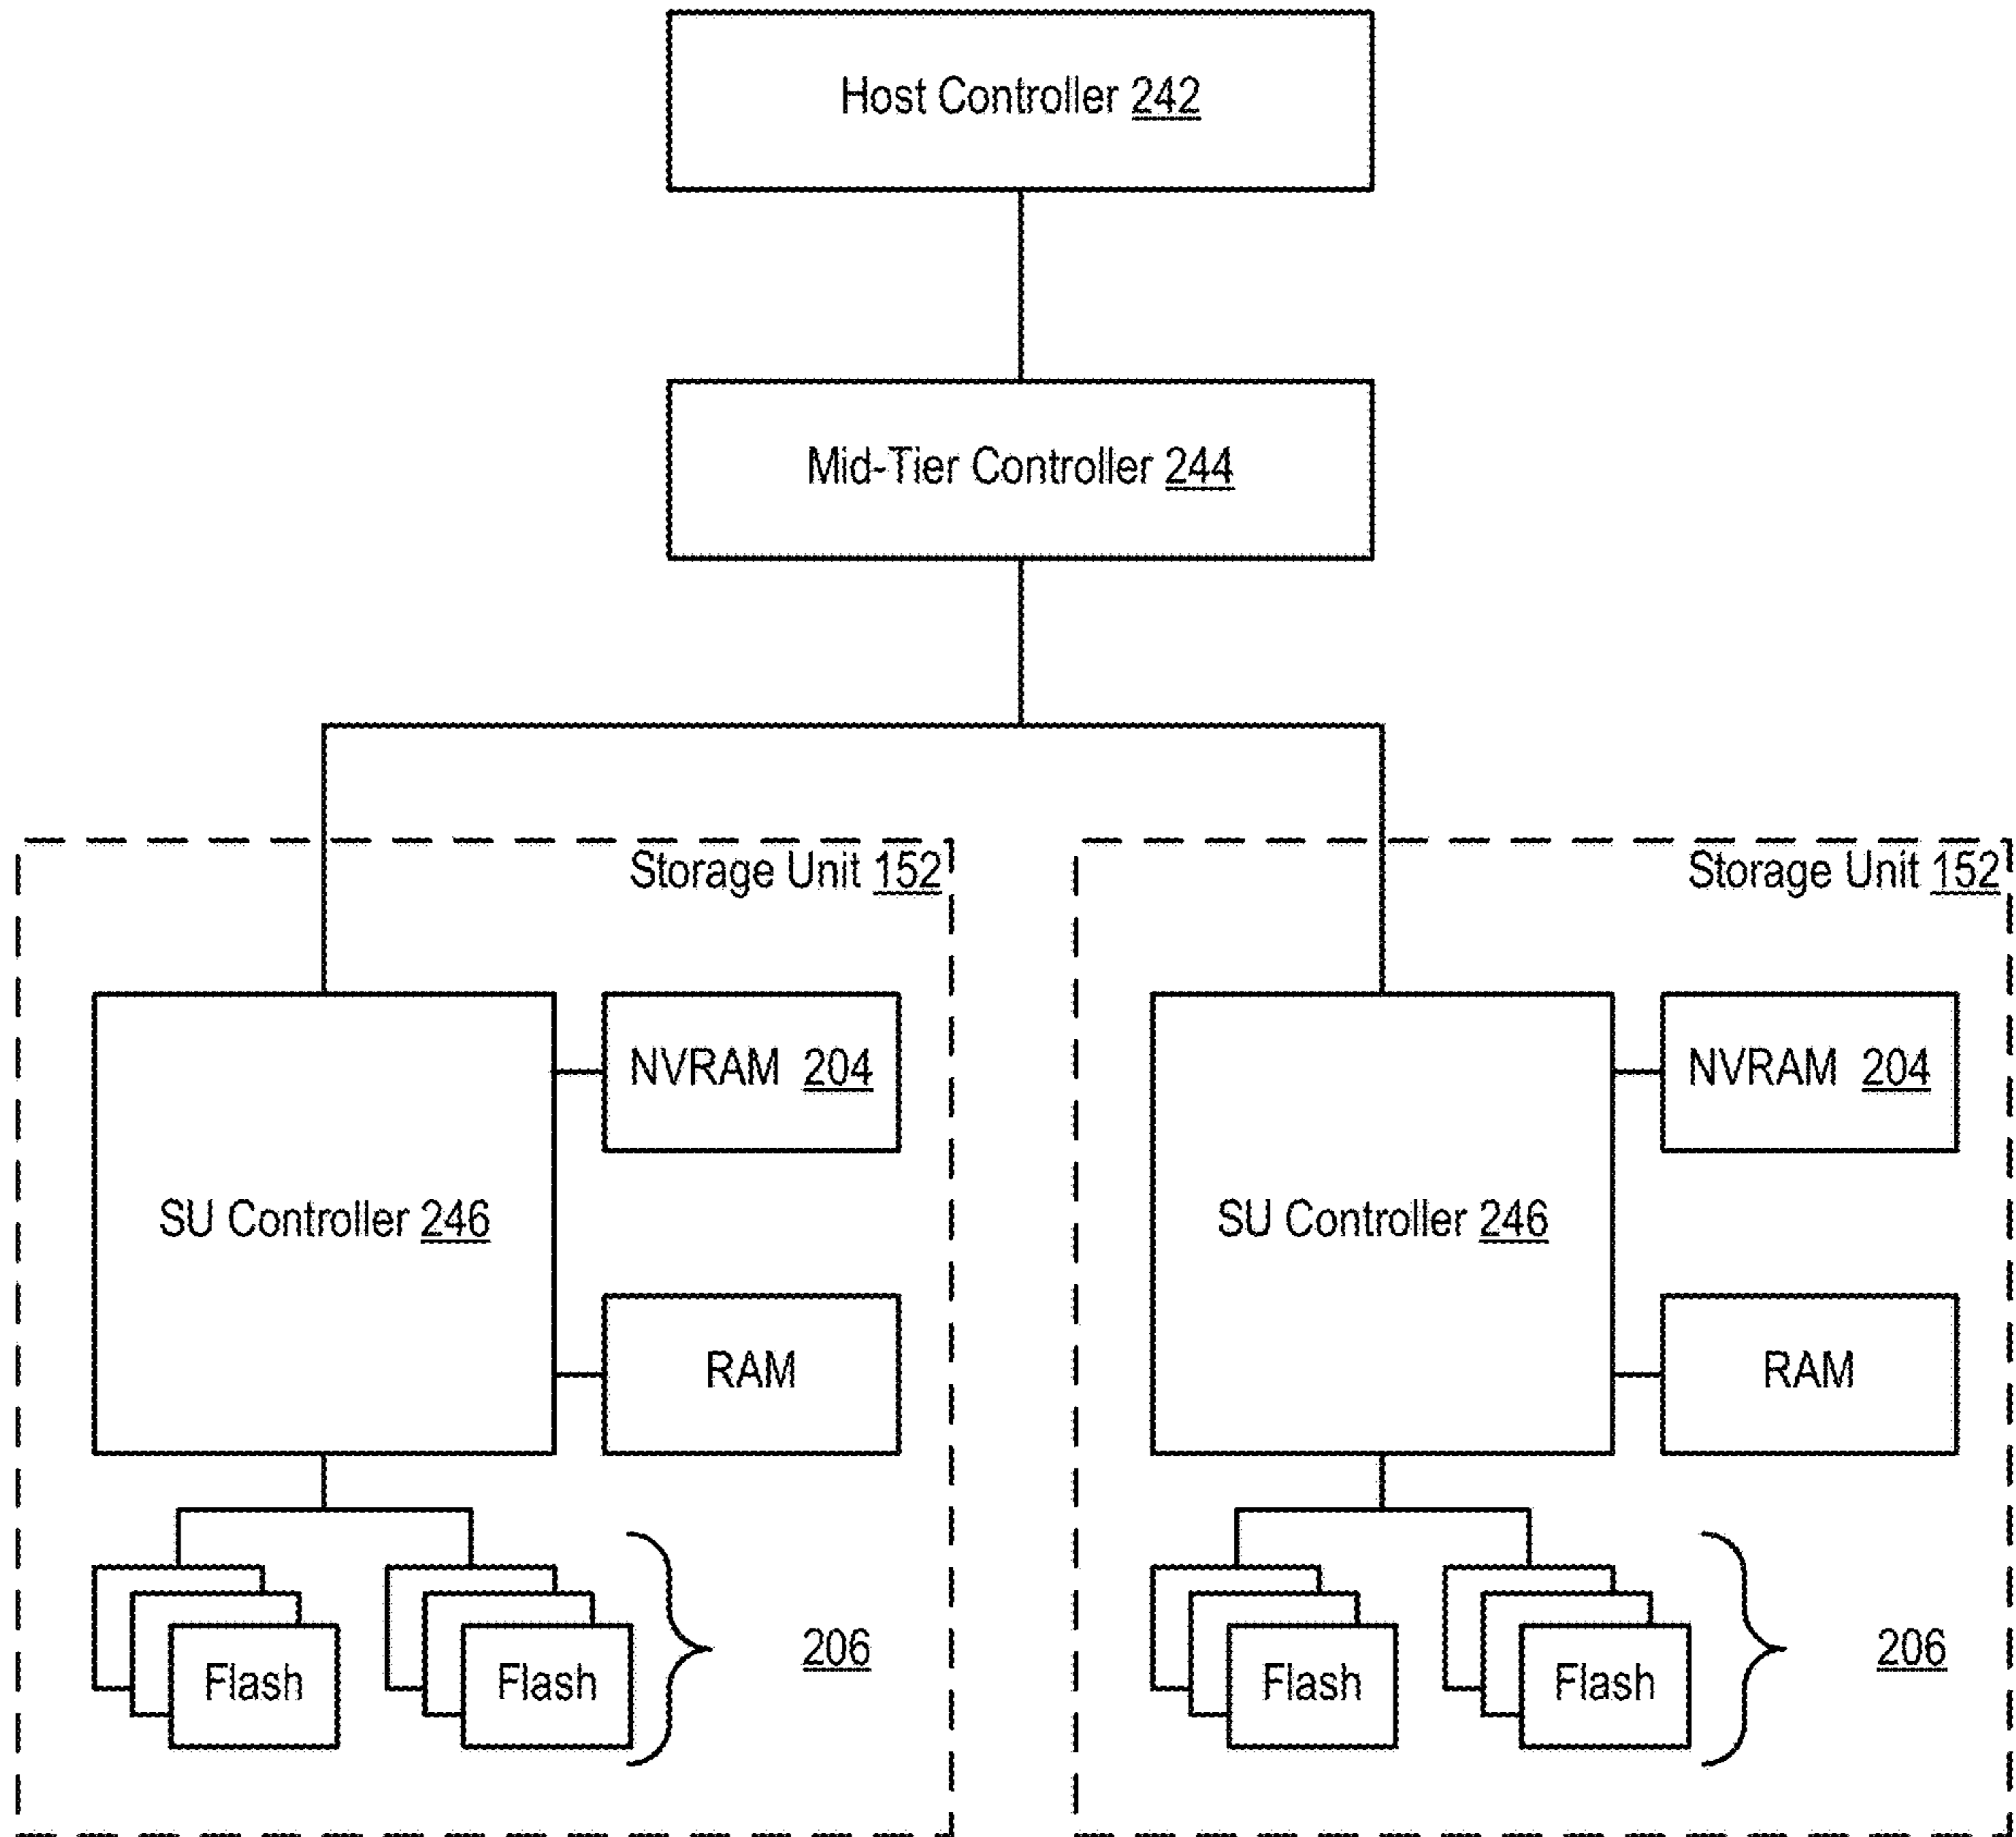 Host Controller 242
Mid-Tier Controller 244
Storage Unit 152
NVRAM 204
SU Controller 246
RAM
Flash
Flash
206
Storage Unit 152
NVRAM 204
SU Controller 246
RAM
Flash
Flash
206